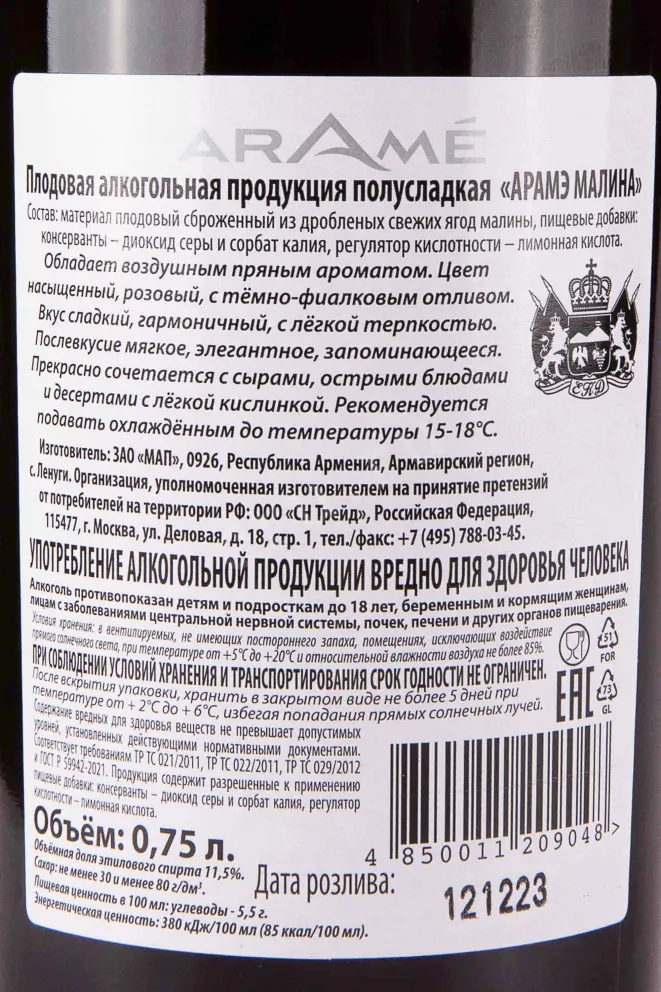 ARAMÉ
Плодовая алкогольная продукция полусладкая «АРАМЭ МАЛИНА»
Состав: материал плодовый сброженный из дробленых свежих ягод малины, пищевые добавки:
консерванты – диоксид серы и сорбат калия, регулятор кислотности – лимонная кислота.
Обладает воздушным пряным ароматом. Цвет
насыщенный, розовый, с тёмно-фиалковым отливом.
Вкус сладкий, гармоничный, с лёгкой терпкостью.
Послевкусие мягкое, элегантное, запоминающееся.
Прекрасно сочетается с сырами, острыми блюдами
и десертами с лёгкой кислинкой. Рекомендуется
подавать охлаждённым до температуры 15-18°С.
ЕКД
Изготовитель: ЗАО «МАП», 0926, Республика Армения, Армавирский регион,
с. Ленуги. Организация, уполномоченная изготовителем на принятие претензий
от потребителей на территории РФ: ООО «СН Трейд», Российская Федерация,
115477, г. Москва, ул. Деловая, д. 18, стр. 1, тел./факс: +7 (495) 788-03-45.
УПОТРЕБЛЕНИЕ АЛКОГОЛЬНОЙ ПРОДУКЦИИ ВРЕДНО ДЛЯ ЗДОРОВЬЯ ЧЕЛОВЕКА
Алкоголь противопоказан детям и подросткам до 18 лет, беременным и кормящим женщинам,
лицам с заболеваниями центральной нервной системы, почек, печени и других органов пищеварения.
Условия хранения: в вентилируемых, не имеющих постороннего запаха, помещениях, исключающих воздействие
прямого солнечного света, при температуре от +5°С до +20°С и относительной влажности воздуха не более 85%.
ПРИ СОБЛЮДЕНИИ УСЛОВИЙ ХРАНЕНИЯ И ТРАНСПОРТИРОВАНИЯ СРОК ГОДНОСТИ НЕ ОГРАНИЧЕН.
После вскрытия упаковки, хранить в закрытом виде не более 5 дней при
температуре от + 2°С до + 6°С, избегая попадания прямых солнечных лучей.
51
FOR
EAC
73
GL
Содержание вредных для здоровья веществ не превышает допустимых
уровней, установленных действующими нормативными документами.
Соответствует требованиям ТР ТС 021/2011, ТР ТС 022/2011, ТР ТС 029/2012
и ГОСТ Р 59942-2021. Продукция содержит разрешенные к применению
пищевые добавки: консерванты – диоксид серы и сорбат калия, регулятор
кислотности – лимонная кислота.
Объём: 0,75 л.
Объёмная доля этилового спирта 11,5%.
Сахар: не менее 30 и менее 80 г/дм³.
Пищевая ценность в 100 мл: углеводы - 5,5 г.
Энергетическая ценность: 380 кДж/100 мл (85 ккал/100 мл).
4 850011 209048 >
Дата розлива:
121223